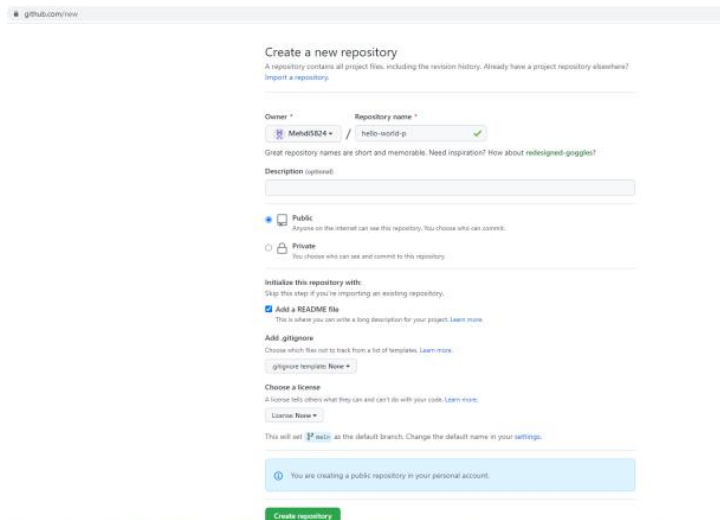 github.com/new
Create a new repository
A repository contains all project files, including the revision history. Already have a project repository elsewhere?
Import a repository.
Owner * Repository name *
Mehdi5824 / hello-world-p
Great repository names are short and memorable. Need inspiration? How about redesigned-goggles?
Description (optional)
Public
Anyone on the internet can see this repository. You choose who can commit.
Private
You choose who can see and commit to this repository.
Initialize this repository with:
Skip this step if you're importing an existing repository.
Add a README file
This is where you can write a long description for your project. Learn more.
Add .gitignore
Choose which files not to track from a list of templates. Learn more.
.gitignore template: None
Choose a license
A license tells others what they can and can't do with your code. Learn more.
License: None
This will set main as the default branch. Change the default name in your settings.
You are creating a public repository in your personal account.
Create repository